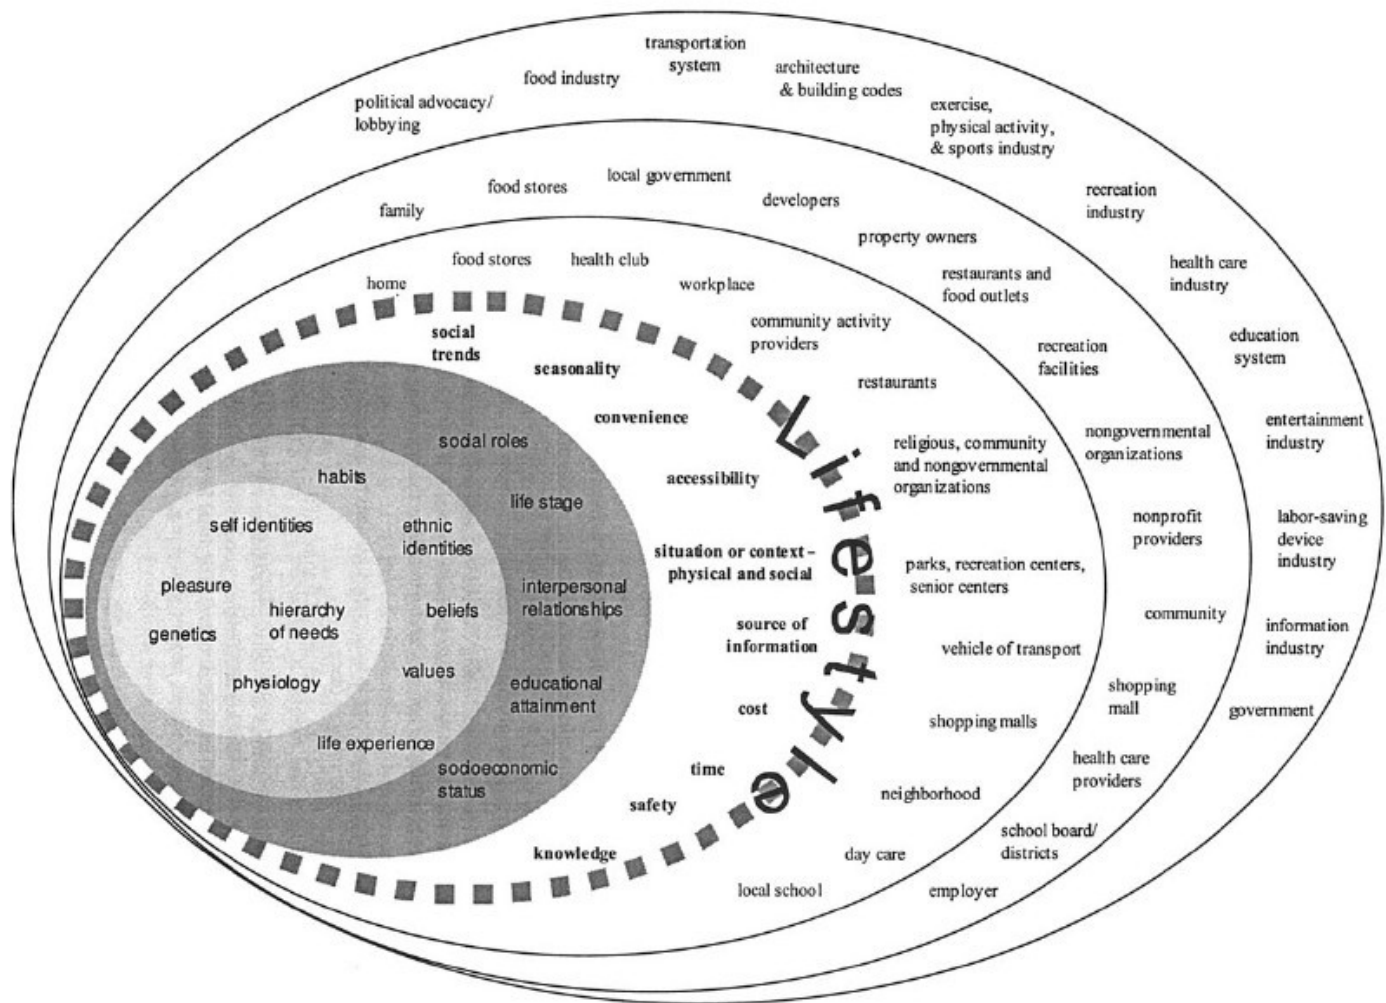 transportation
system
food industry
architecture
& building codes
political advocacy/
lobbying
exercise,
physical activity,
& sports industry
recreation
industry
health care
industry
education
system
entertainment
industry
labor-saving
device
industry
information
industry
government
family
food stores
local government
developers
property owners
restaurants and
food outlets
recreation
facilities
nongovernmental
organizations
nonprofit
providers
community
shopping
mall
health care
providers
school board/
districts
employer
home
food stores
health club
workplace
community activity
providers
restaurants
religious, community
and nongovernmental
organizations
parks, recreation centers,
senior centers
vehicle of transport
shopping malls
neighborhood
day care
local school
Lifestyle
social
trends
seasonality
convenience
accessibility
situation or context –
physical and social
source of
information
cost
time
safety
knowledge
social roles
life stage
interpersonal
relationships
educational
attainment
socioeconomic
status
habits
ethnic
identities
beliefs
values
life experience
self identities
pleasure
hierarchy
of needs
genetics
physiology